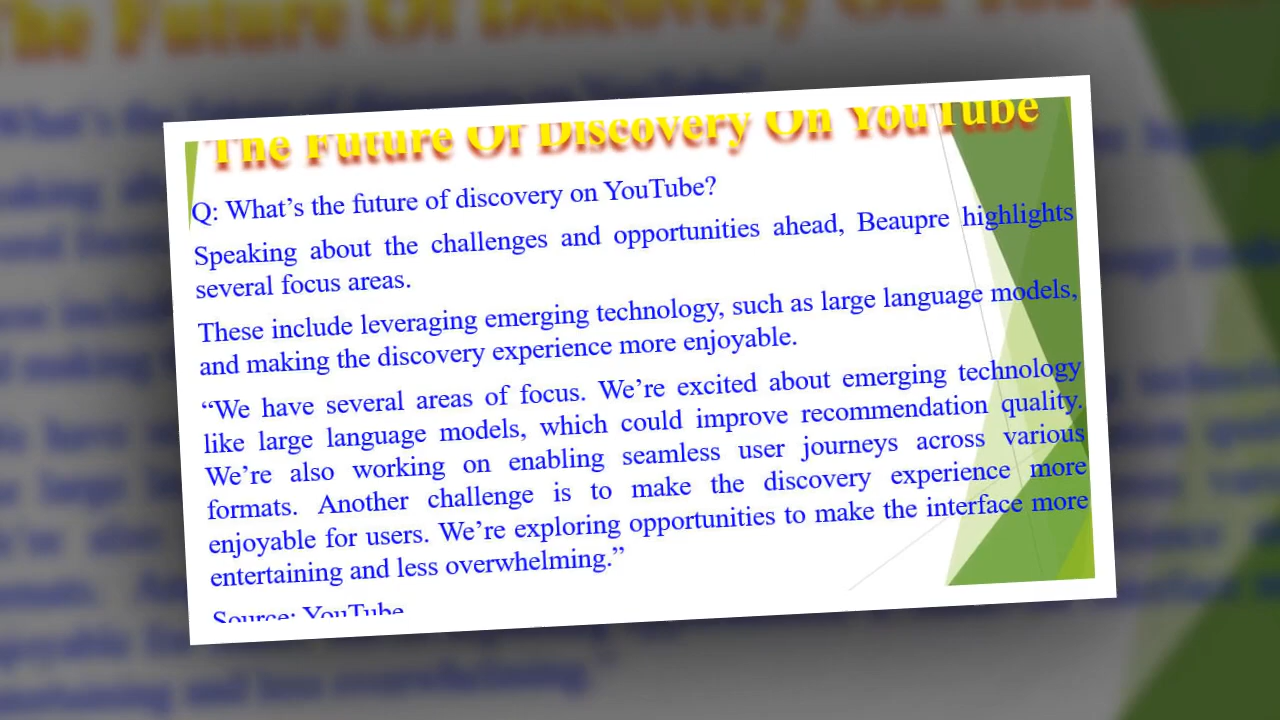 The Future Of Discovery On YouTube
Q: What’s the future of discovery on YouTube?
Speaking about the challenges and opportunities ahead, Beaupre highlights
several focus areas.
These include leveraging emerging technology, such as large language models,
and making the discovery experience more enjoyable.
“We have several areas of focus. We’re excited about emerging technology
like large language models, which could improve recommendation quality.
We’re also working on enabling seamless user journeys across various
formats. Another challenge is to make the discovery experience more
enjoyable for users. We’re exploring opportunities to make the interface more
entertaining and less overwhelming.”
Source: YouTube